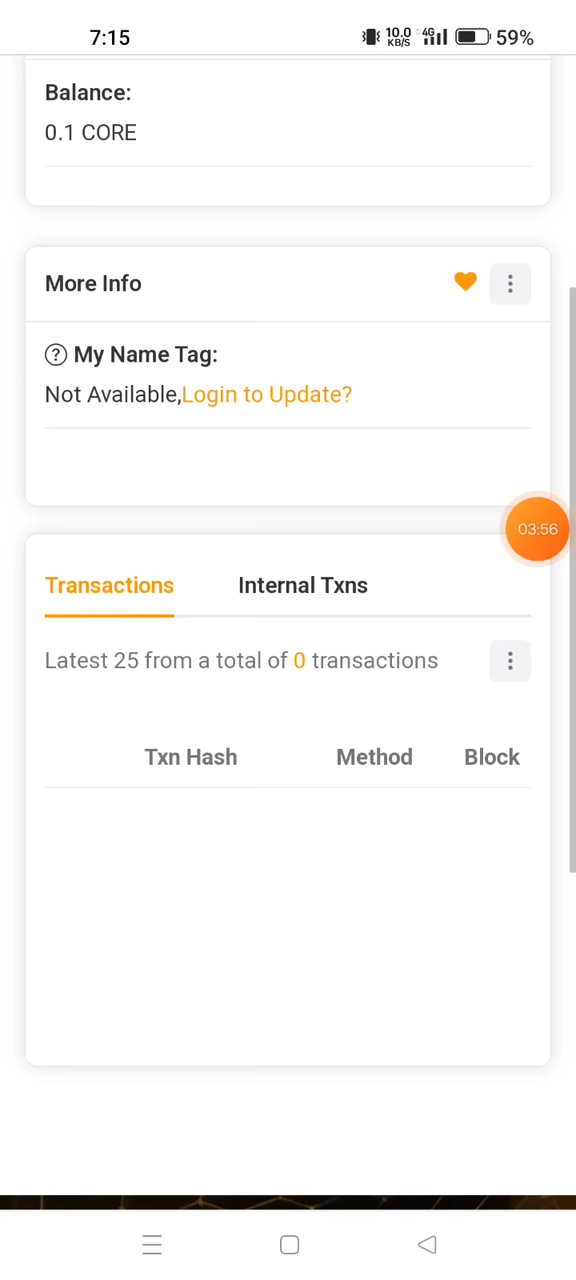 7:15 10.0 KB/S 4G 59%
Balance:
0.1 CORE
More Info
? My Name Tag:
Not Available,Login to Update?
03:56
Transactions Internal Txns
Latest 25 from a total of 0 transactions
Txn Hash Method Block